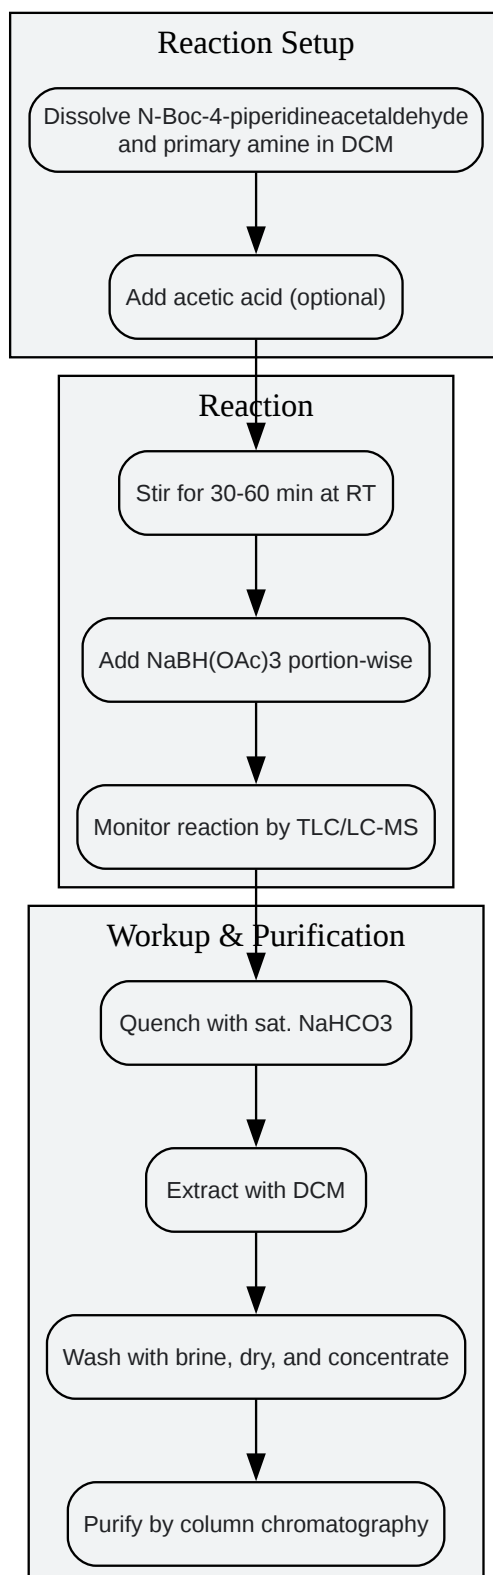 Reaction Setup
Dissolve N-Boc-4-piperidineacetaldehyde
and primary amine in DCM
Add acetic acid (optional)
Reaction
Stir for 30-60 min at RT
Add NaBH(OAc)3 portion-wise
Monitor reaction by TLC/LC-MS
Workup & Purification
Quench with sat. NaHCO3
Extract with DCM
Wash with brine, dry, and concentrate
Purify by column chromatography